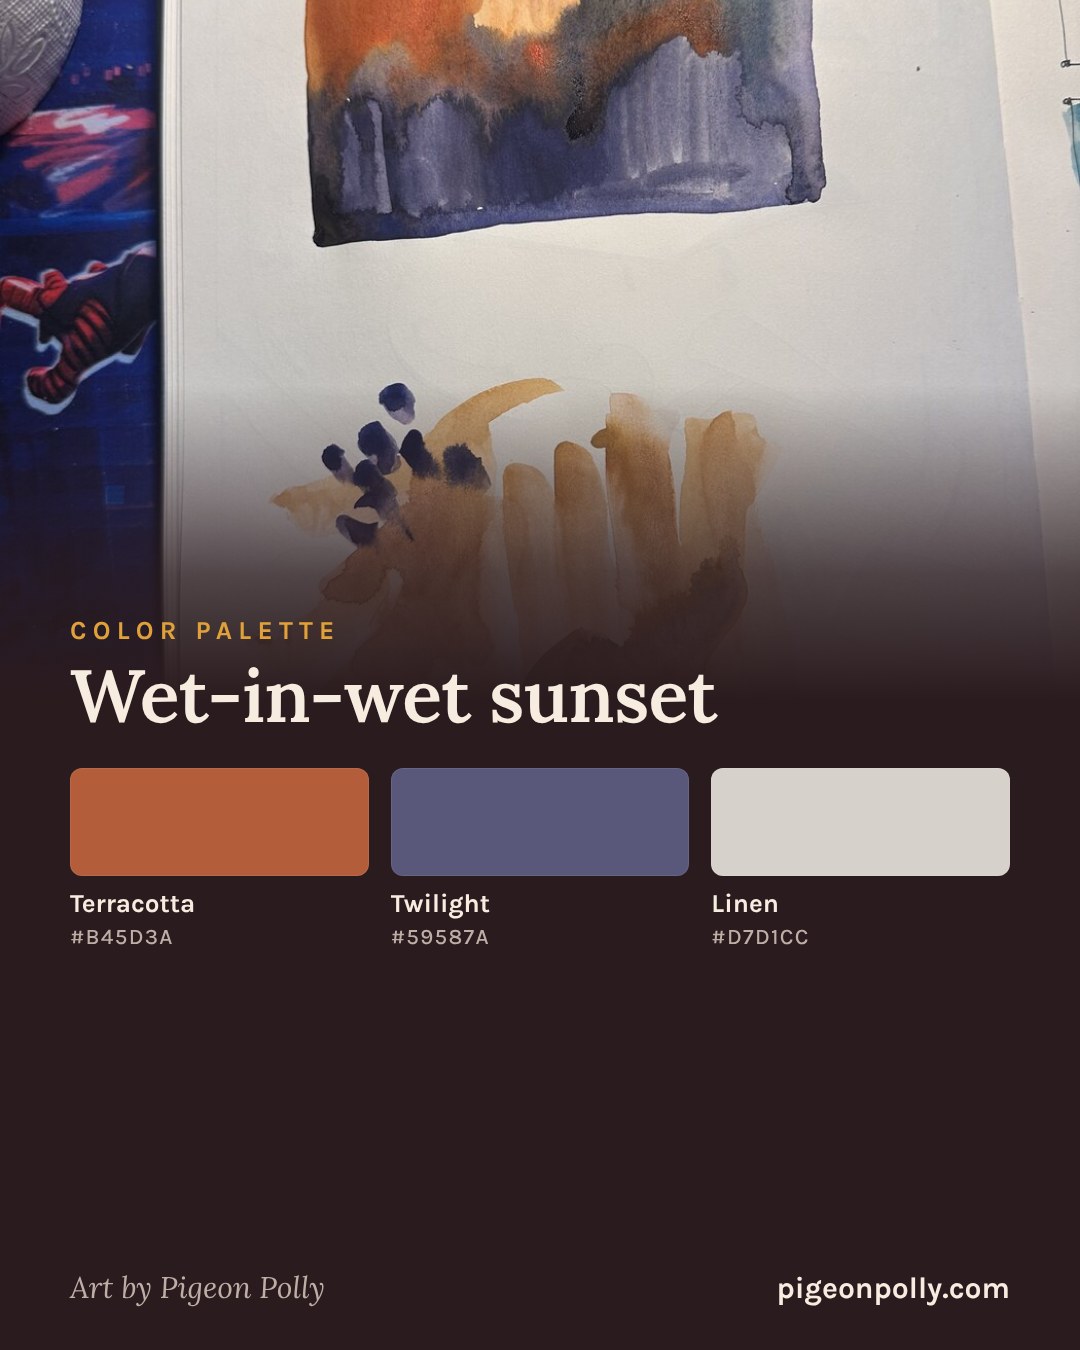 COLOR PALETTE
Wet-in-wet sunset
Terracotta
#B45D3A
Twilight
#59587A
Linen
#D7D1CC
Art by Pigeon Polly
pigeonpolly.com